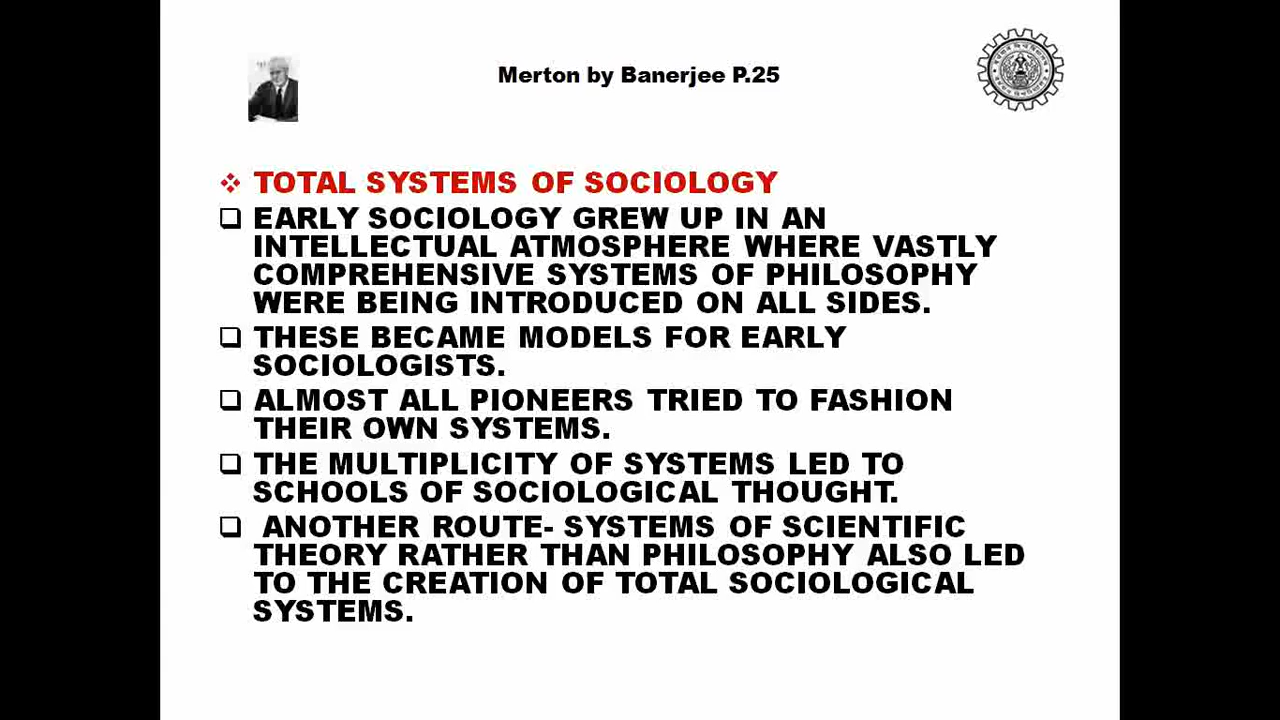 Merton by Banerjee P.25
❖ TOTAL SYSTEMS OF SOCIOLOGY
❑ EARLY SOCIOLOGY GREW UP IN AN
INTELLECTUAL ATMOSPHERE WHERE VASTLY
COMPREHENSIVE SYSTEMS OF PHILOSOPHY
WERE BEING INTRODUCED ON ALL SIDES.
❑ THESE BECAME MODELS FOR EARLY
SOCIOLOGISTS.
❑ ALMOST ALL PIONEERS TRIED TO FASHION
THEIR OWN SYSTEMS.
❑ THE MULTIPLICITY OF SYSTEMS LED TO
SCHOOLS OF SOCIOLOGICAL THOUGHT.
❑ ANOTHER ROUTE- SYSTEMS OF SCIENTIFIC
THEORY RATHER THAN PHILOSOPHY ALSO LED
TO THE CREATION OF TOTAL SOCIOLOGICAL
SYSTEMS.